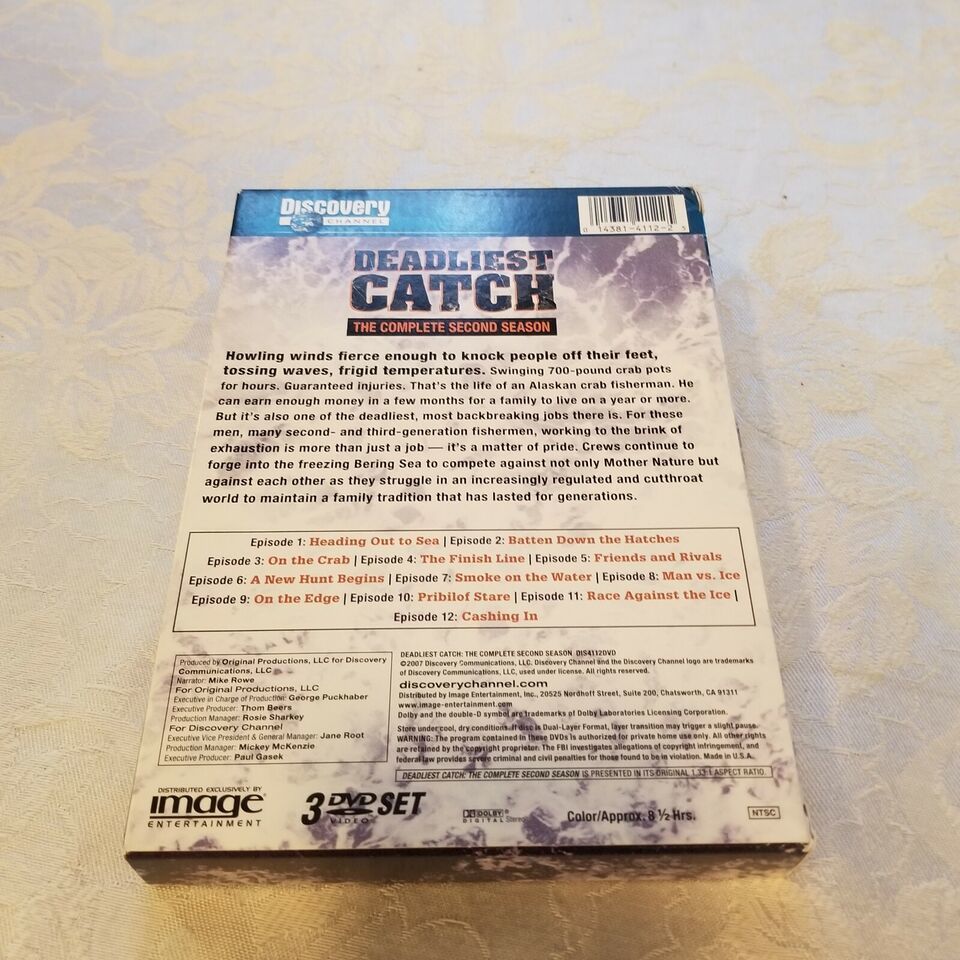 Discovery
CHANNEL
0 14381-4112-2 3
DEADLIEST
CATCH
THE COMPLETE SECOND SEASON
Howling winds fierce enough to knock people off their feet,
tossing waves, frigid temperatures. Swinging 700-pound crab pots
for hours. Guaranteed injuries. That's the life of an Alaskan crab fisherman. He
can earn enough money in a few months for a family to live on a year or more.
But it's also one of the deadliest, most backbreaking jobs there is. For these
men, many second- and third-generation fishermen, working to the brink of
exhaustion is more than just a job — it's a matter of pride. Crews continue to
forge into the freezing Bering Sea to compete against not only Mother Nature but
against each other as they struggle in an increasingly regulated and cutthroat
world to maintain a family tradition that has lasted for generations.
Episode 1: Heading Out to Sea | Episode 2: Batten Down the Hatches
Episode 3: On the Crab | Episode 4: The Finish Line | Episode 5: Friends and Rivals
Episode 6: A New Hunt Begins | Episode 7: Smoke on the Water | Episode 8: Man vs. Ice
Episode 9: On the Edge | Episode 10: Pribilof Stare | Episode 11: Race Against the Ice |
Episode 12: Cashing In
Produced by Original Productions, LLC for Discovery
Communications, LLC
Narrator: Mike Rowe
For Original Productions, LLC
Executive in Charge of Production: George Puckhaber
Executive Producer: Thom Beers
Production Manager: Rosie Sharkey
For Discovery Channel
Executive Vice President & General Manager: Jane Root
Production Manager: Mickey McKenzie
Executive Producer: Paul Gasek
DEADLIEST CATCH: THE COMPLETE SECOND SEASON DIS4112DVD
©2007 Discovery Communications, LLC. Discovery Channel and the Discovery Channel logo are trademarks
of Discovery Communications, LLC, used under license. All rights reserved.
discoverychannel.com
Distributed by Image Entertainment, Inc., 20525 Nordhoff Street, Suite 200, Chatsworth, CA 91311
www.image-entertainment.com
Dolby and the double-D symbol are trademarks of Dolby Laboratories Licensing Corporation.
Store under cool, dry conditions. If disc is Dual-Layer Format, layer transition may trigger a slight pause.
WARNING: The program contained in these DVDs is authorized for private home use only. All other rights
are retained by the copyright proprietor. The FBI investigates allegations of copyright infringement, and
federal law provides severe criminal and civil penalties for those found to be in violation. Made in U.S.A.
DEADLIEST CATCH: THE COMPLETE SECOND SEASON IS PRESENTED IN ITS ORIGINAL 1.33:1 ASPECT RATIO.
DISTRIBUTED EXCLUSIVELY BY
image
ENTERTAINMENT
3 DVD SET
VIDEO
DOLBY
DIGITAL Stereo
Color/Approx. 8 ½ Hrs.
NTSC